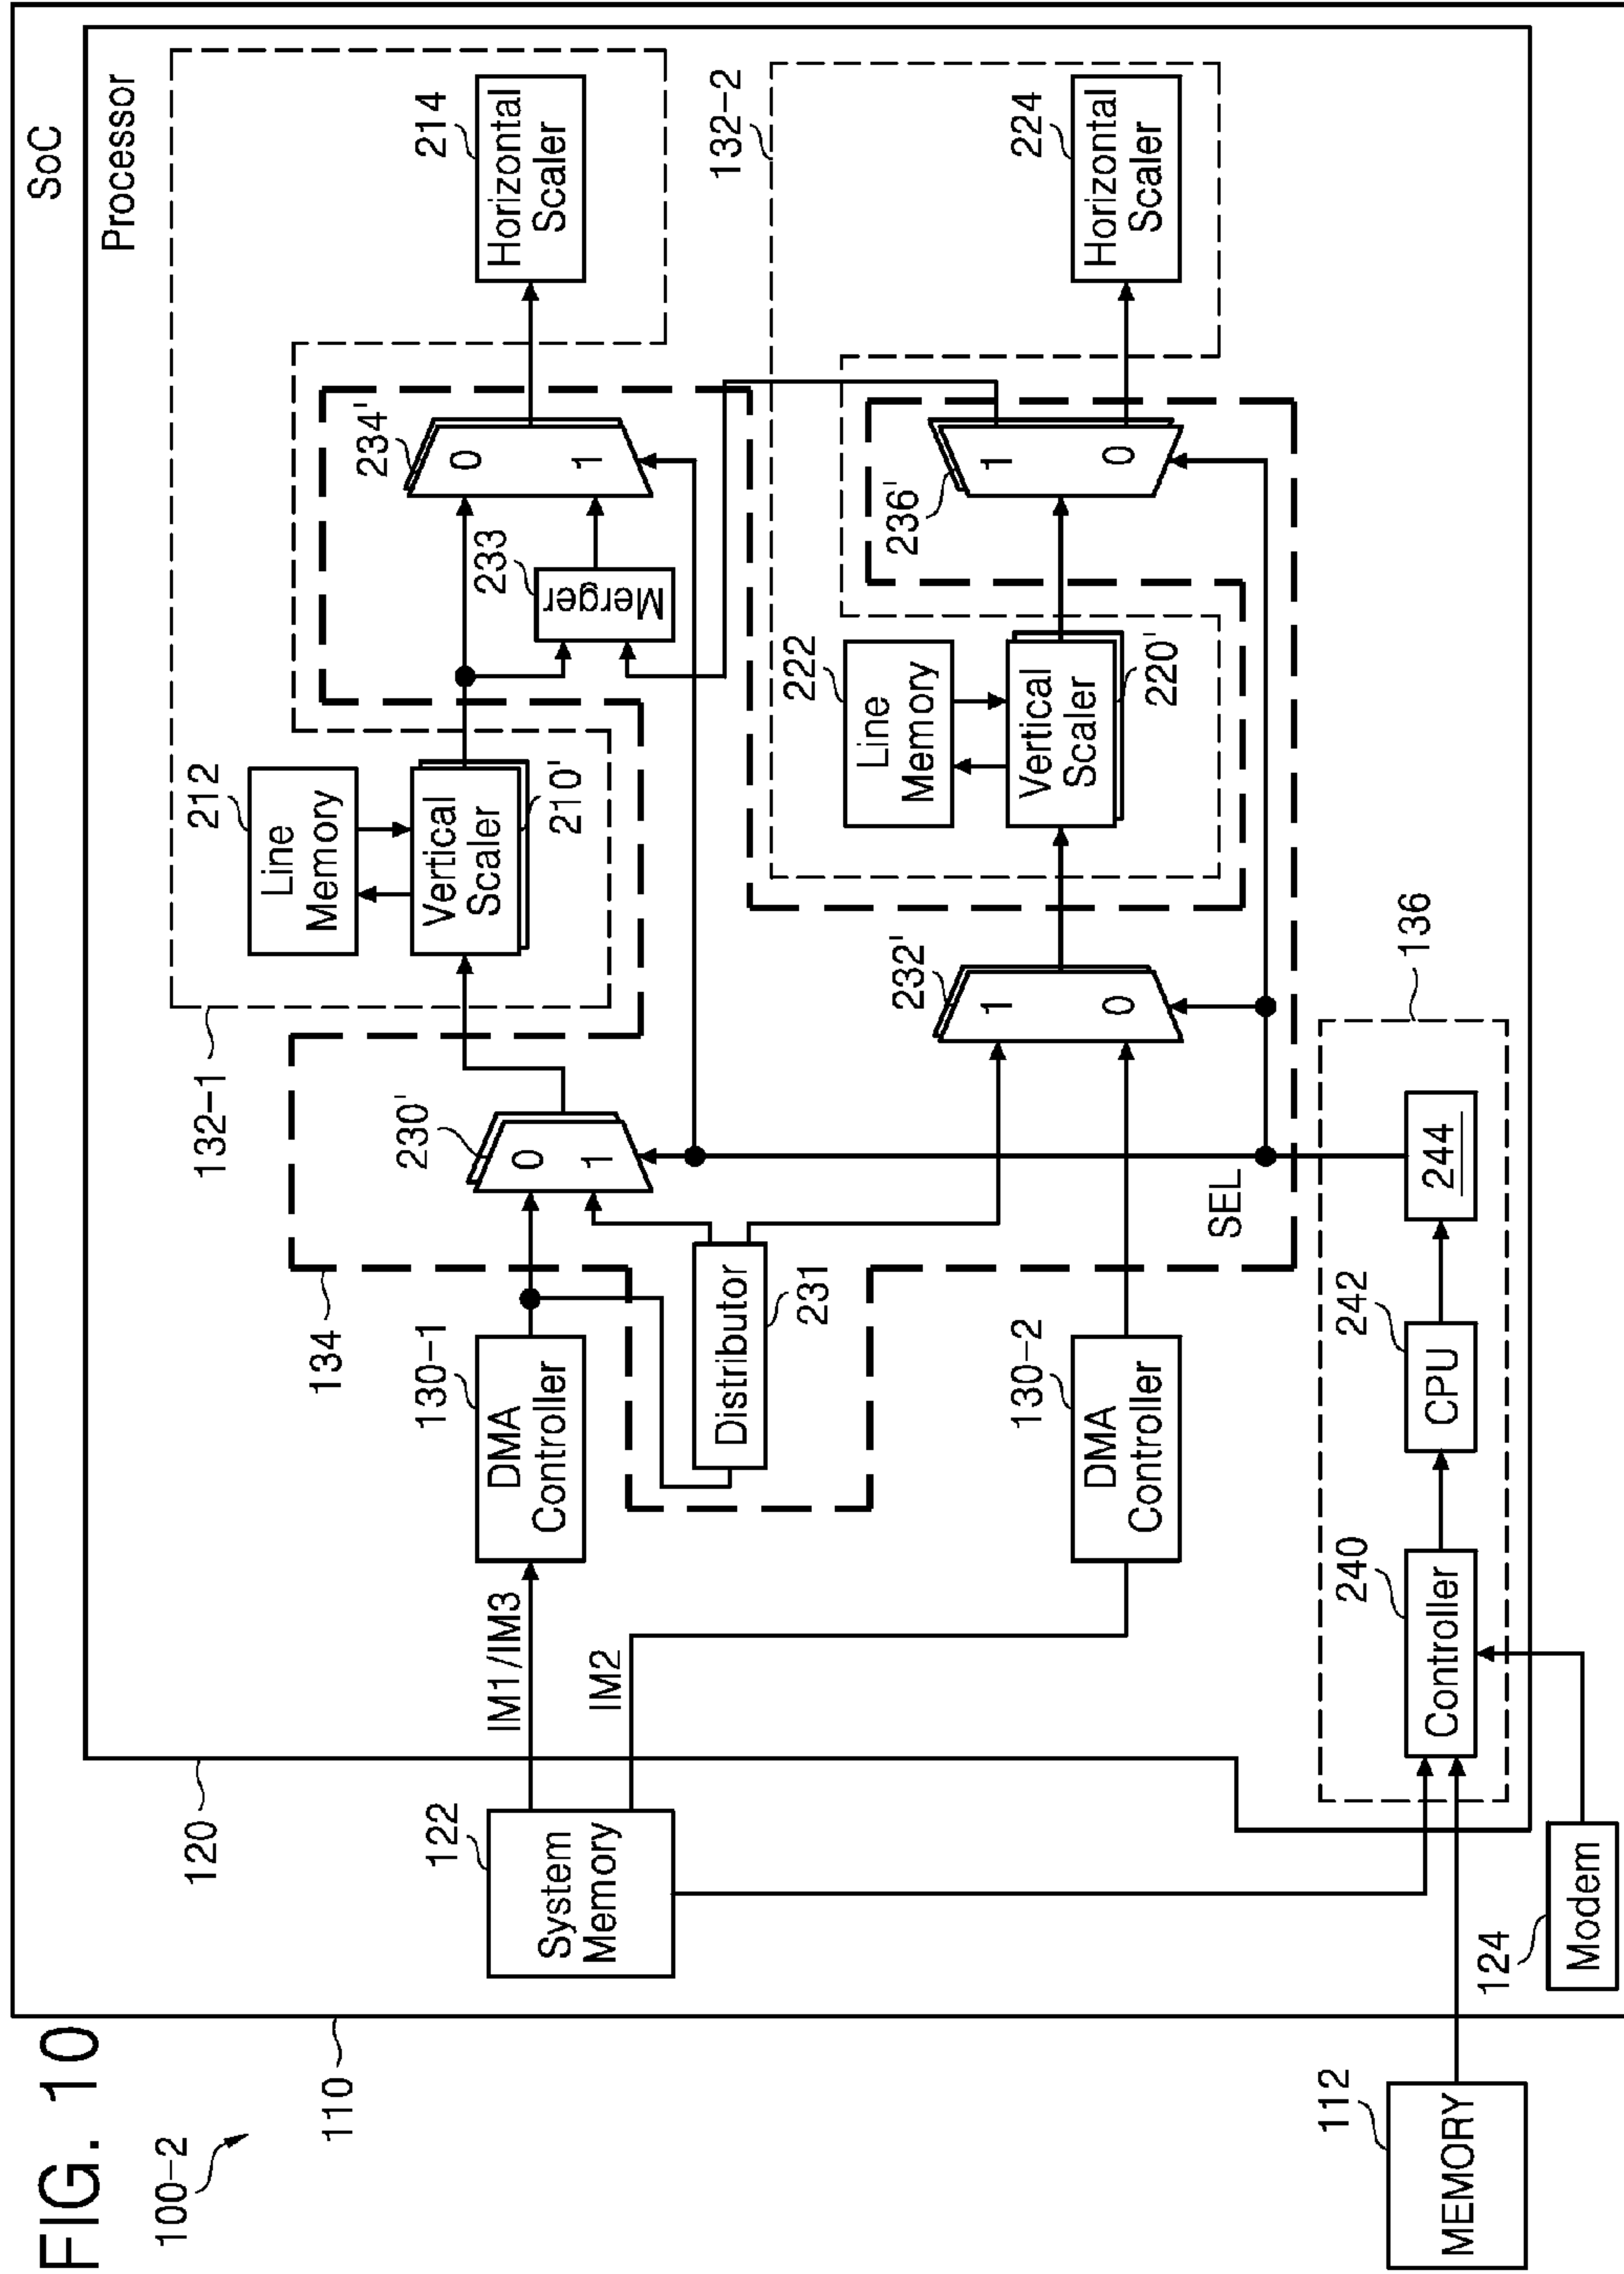 FIG. 10
100-2
110
SoC
120
Processor
122
System
Memory
IM1/IM3
IM2
130-1
DMA
Controller
134
Distributor
231
130-2
DMA
Controller
132-1
230'
0
1
212
Line
Memory
Vertical
Scaler
210'
233
Merger
234'
0
1
214
Horizontal
Scaler
232'
1
0
132-2
222
Line
Memory
Vertical
Scaler
220'
236'
1
0
224
Horizontal
Scaler
SEL
136
240
Controller
242
CPU
244
124
Modem
112
MEMORY